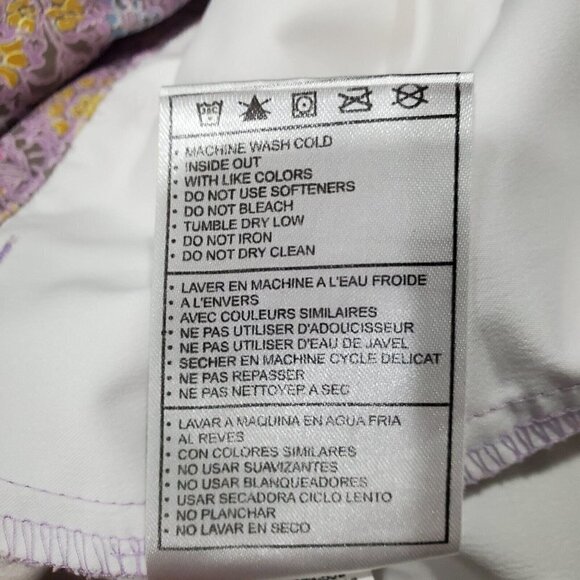 • MACHINE WASH COLD
• INSIDE OUT
• WITH LIKE COLORS
• DO NOT USE SOFTENERS
• DO NOT BLEACH
• TUMBLE DRY LOW
• DO NOT IRON
• DO NOT DRY CLEAN
• LAVER EN MACHINE A L'EAU FROIDE
• A L'ENVERS
• AVEC COULEURS SIMILAIRES
• NE PAS UTILISER D'ADOUCISSEUR
• NE PAS UTILISER D'EAU DE JAVEL
• SECHER EN MACHINE CYCLE DELICAT
• NE PAS REPASSER
• NE PAS NETTOYER A SEC
• LAVAR A MAQUINA EN AGUA FRIA
• AL REVES
• CON COLORES SIMILARES
• NO USAR SUAVIZANTES
• NO USAR BLANQUEADORES
• USAR SECADORA CICLO LENTO
• NO PLANCHAR
• NO LAVAR EN SECO